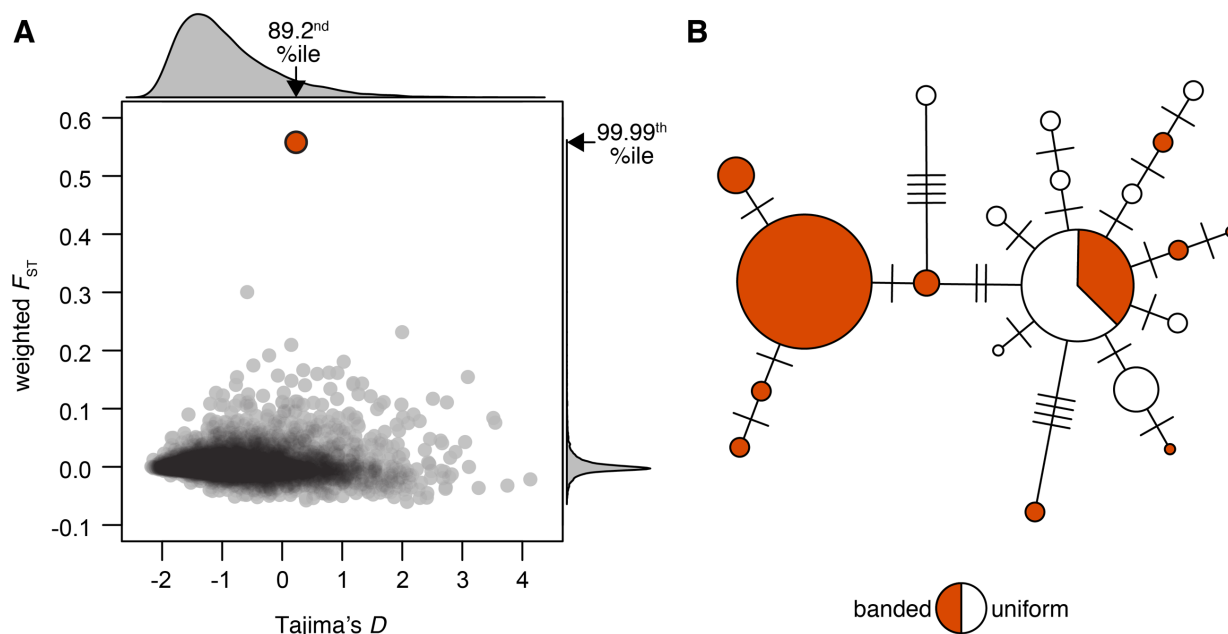 A
89.2nd
%ile
B
99.99th
%ile
weighted FST
0.6
0.5
0.4
0.3
0.2
0.1
0.0
-0.1
-2 -1 0 1 2 3 4
Tajima's D
banded uniform